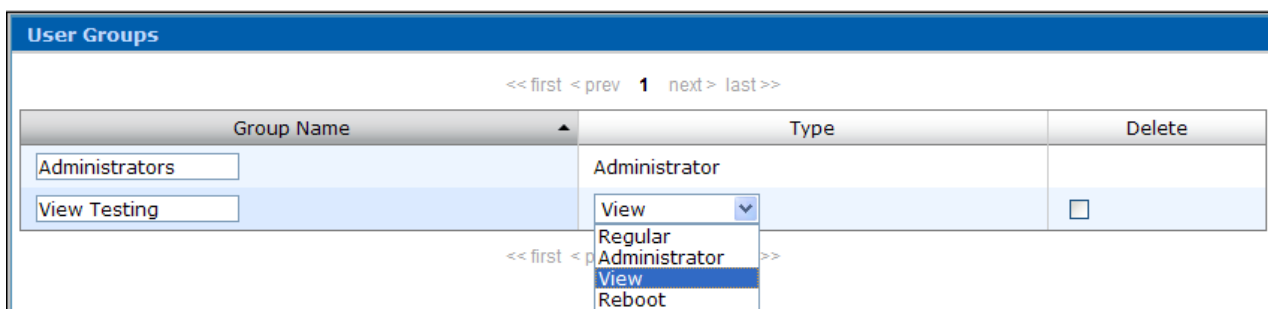 User Groups
<< first < prev 1 next > last >>
Group Name Type Delete
Administrators Administrator
View Testing View
Regular
<< first < p Administrator >>
View
Reboot